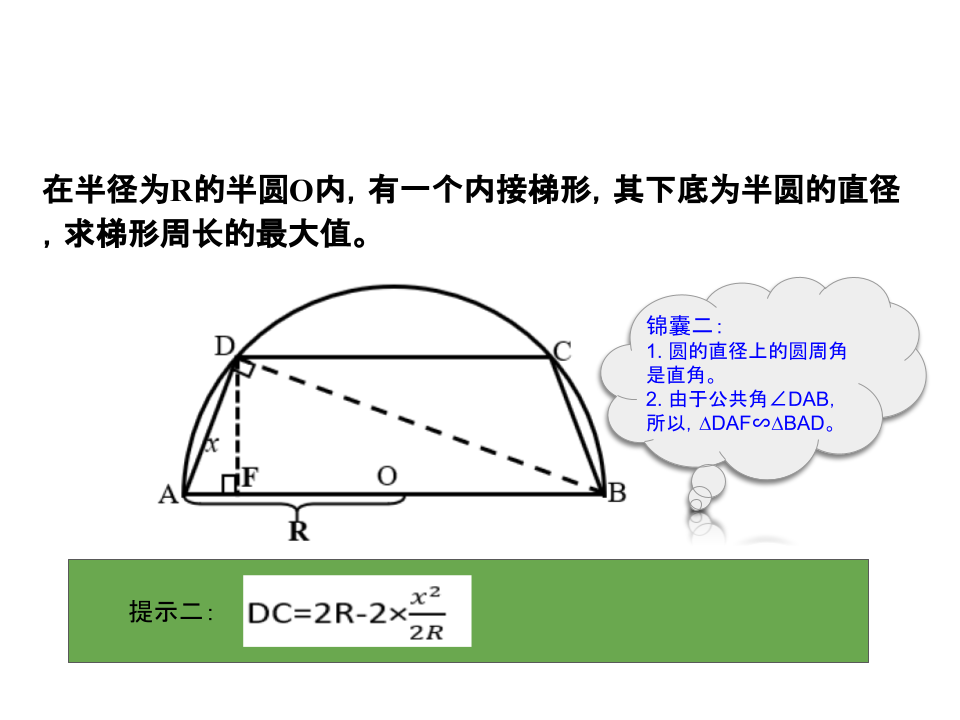 在半径为R的半圆O内，有一个内接梯形，其下底为半圆的直径
，求梯形周长的最大值。
锦囊二：
1. 圆的直径上的圆周角
是直角。
2. 由于公共角∠DAB，
所以，∆DAF∽∆BAD。
D
C
x
F
O
A
B
R
提示二：
DC=2R-2×\frac{x^2}{2R}